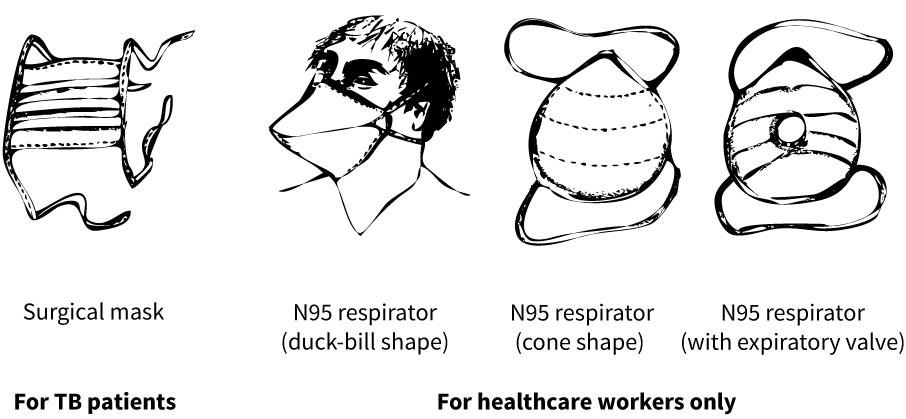 Surgical mask
N95 respirator
(duck-bill shape)
N95 respirator
(cone shape)
N95 respirator
(with expiratory valve)
For TB patients
For healthcare workers only